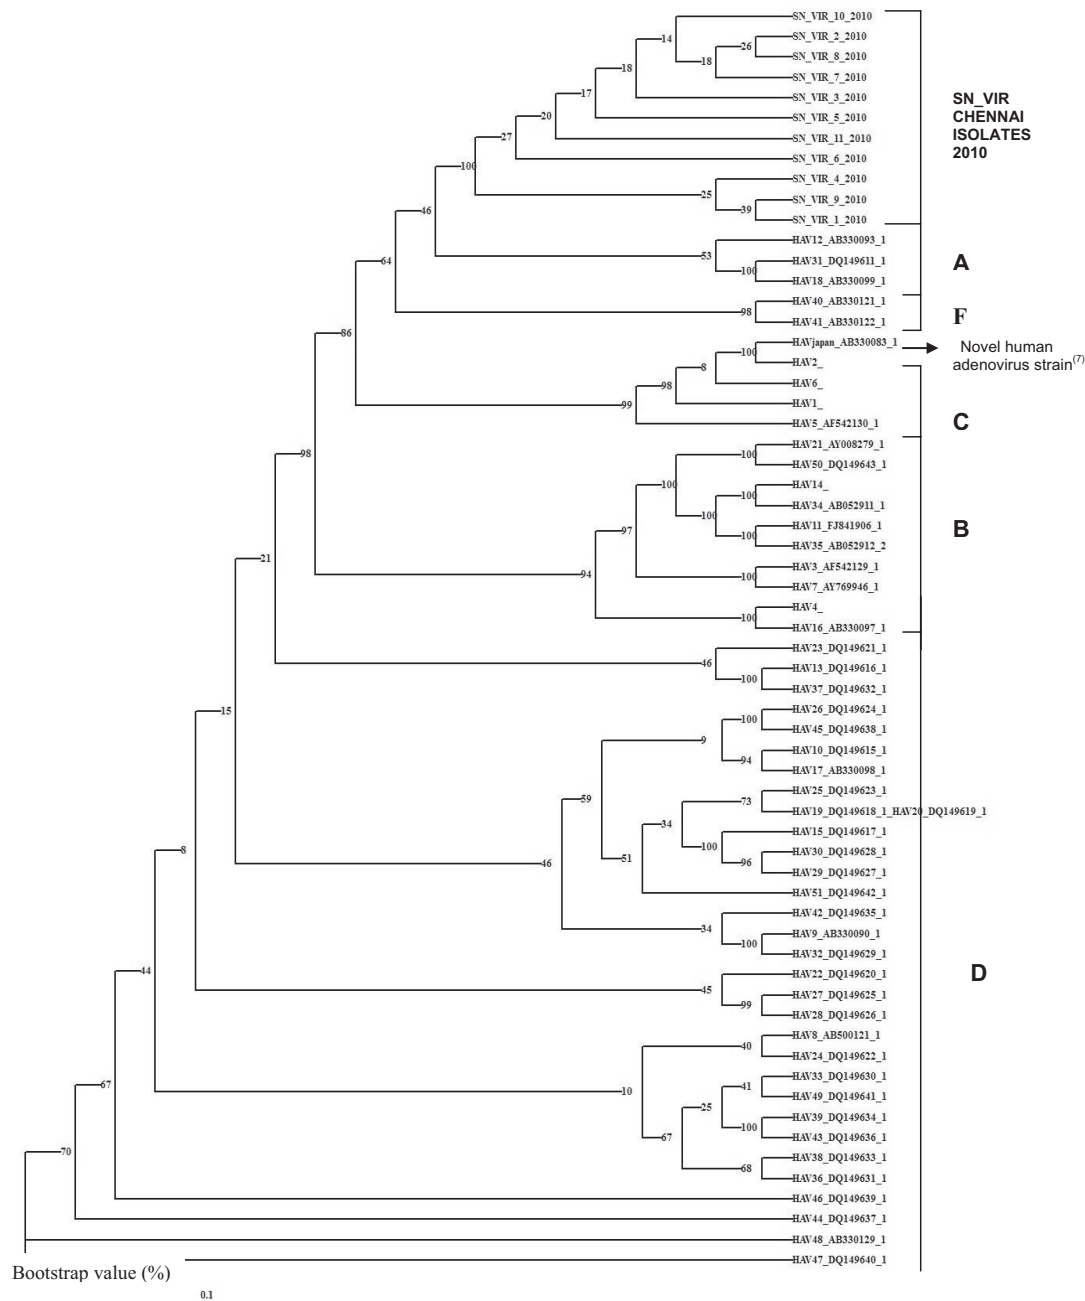 SN_VIR_10_2010
14
SN_VIR_2_2010
26
SN_VIR_8_2010
18
18
SN_VIR_7_2010
17
SN_VIR_3_2010
SN_VIR
CHENNAI
ISOLATES
2010
20
SN_VIR_5_2010
27
SN_VIR_11_2010
100
SN_VIR_6_2010
SN_VIR_4_2010
25
SN_VIR_9_2010
46
39
SN_VIR_1_2010
HAV12_AB330093_1
53
A
64
HAV31_DQ149611_1
100
HAV18_AB330099_1
HAV40_AB330121_1
98
F
HAV41_AB330122_1
86
HAVjapan_AB330083_1
Novel human
adenovirus strain(7)
100
HAV2_
8
HAV6_
98
HAV1_
99
C
HAV5_AF542130_1
HAV21_AY008279_1
98
100
HAV50_DQ149643_1
100
HAV14_
100
HAV34_AB052911_1
100
B
97
HAV11_FJ841906_1
100
HAV35_AB052912_2
21
HAV3_AF542129_1
94
100
HAV7_AY769946_1
HAV4_
100
HAV16_AB330097_1
HAV23_DQ149621_1
46
HAV13_DQ149616_1
100
HAV37_DQ149632_1
15
HAV26_DQ149624_1
100
HAV45_DQ149638_1
9
HAV10_DQ149615_1
94
HAV17_AB330098_1
59
HAV25_DQ149623_1
73
HAV19_DQ149618_1_HAV20_DQ149619_1
34
HAV15_DQ149617_1
100
8
HAV30_DQ149628_1
51
96
46
HAV29_DQ149627_1
HAV51_DQ149642_1
HAV42_DQ149635_1
34
HAV9_AB330090_1
100
HAV32_DQ149629_1
44
HAV22_DQ149620_1
D
45
HAV27_DQ149625_1
99
HAV28_DQ149626_1
HAV8_AB500121_1
40
HAV24_DQ149622_1
67
HAV33_DQ149630_1
41
10
HAV49_DQ149641_1
25
HAV39_DQ149634_1
100
67
HAV43_DQ149636_1
70
HAV38_DQ149633_1
68
HAV36_DQ149631_1
HAV46_DQ149639_1
HAV44_DQ149637_1
HAV48_AB330129_1
HAV47_DQ149640_1
Bootstrap value (%)
0.1